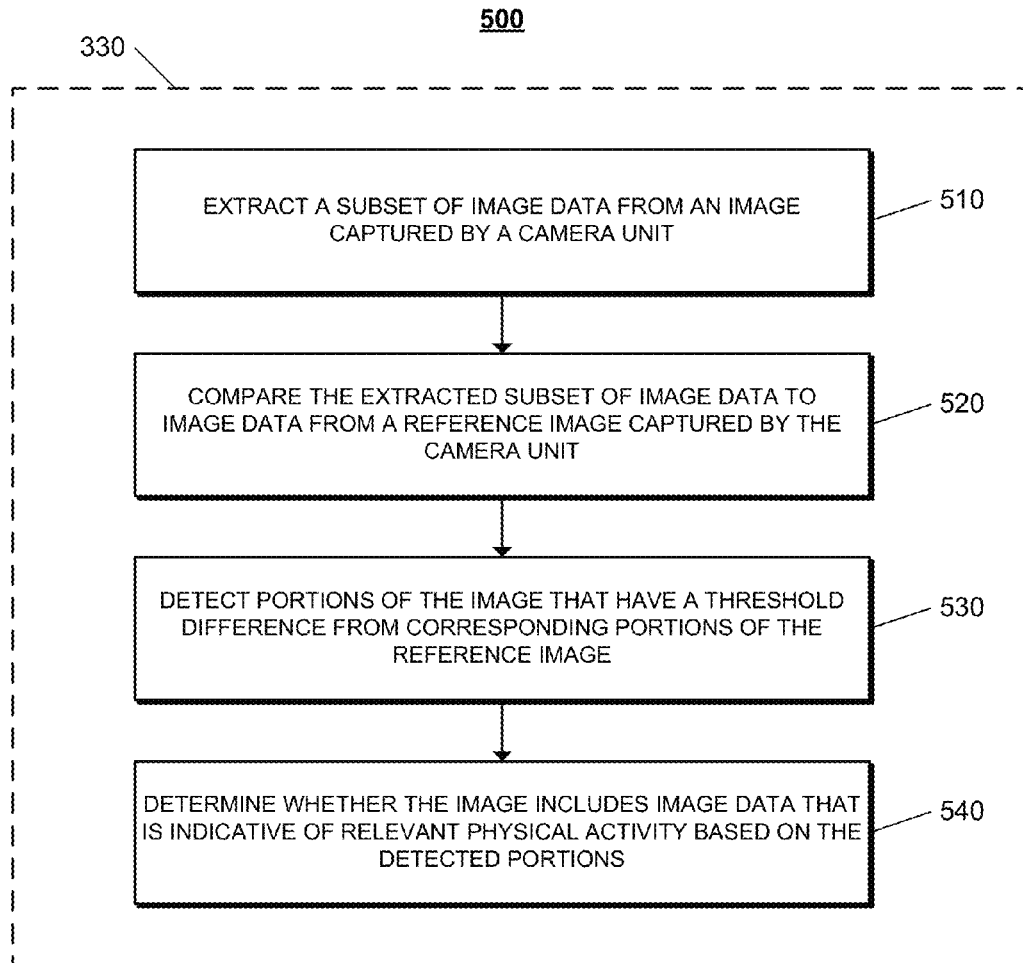 500
330
EXTRACT A SUBSET OF IMAGE DATA FROM AN IMAGE
CAPTURED BY A CAMERA UNIT
510
COMPARE THE EXTRACTED SUBSET OF IMAGE DATA TO
IMAGE DATA FROM A REFERENCE IMAGE CAPTURED BY THE
CAMERA UNIT
520
DETECT PORTIONS OF THE IMAGE THAT HAVE A THRESHOLD
DIFFERENCE FROM CORRESPONDING PORTIONS OF THE
REFERENCE IMAGE
530
DETERMINE WHETHER THE IMAGE INCLUDES IMAGE DATA THAT
IS INDICATIVE OF RELEVANT PHYSICAL ACTIVITY BASED ON THE
DETECTED PORTIONS
540